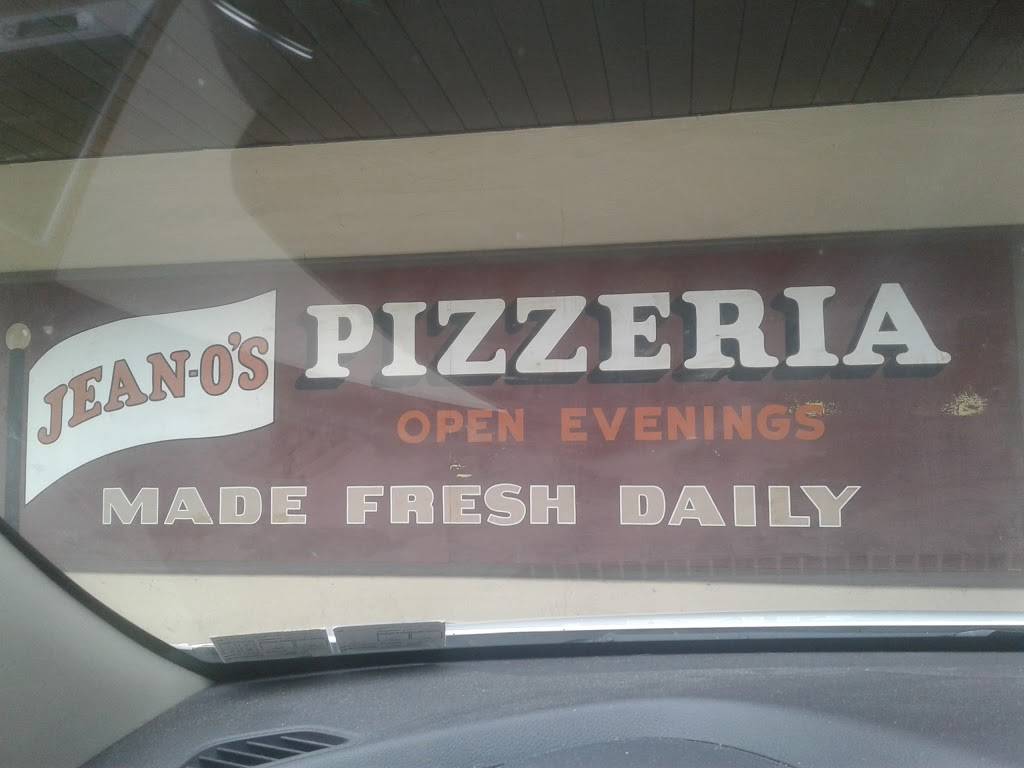 JEAN-O'S
PIZZERIA
OPEN EVENINGS
MADE FRESH DAILY